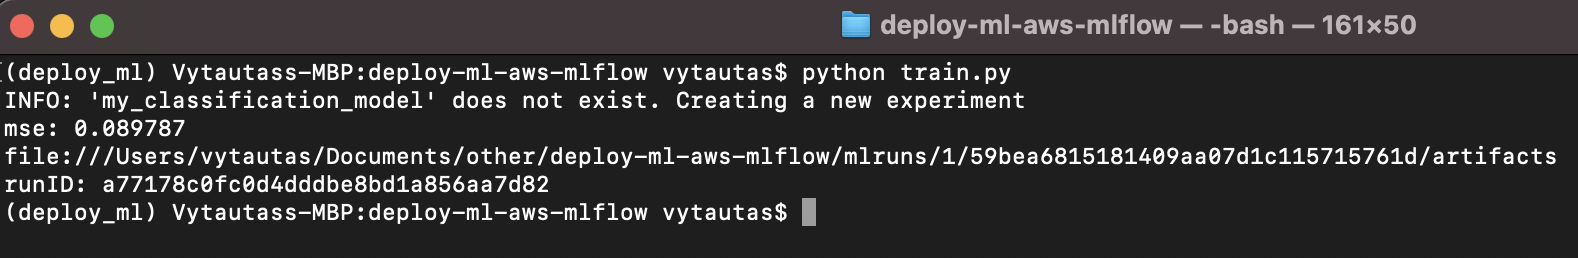 deploy-ml-aws-mlflow — -bash — 161×50
(deploy_ml) Vytautass-MBP:deploy-ml-aws-mlflow vytautas$ python train.py
INFO: 'my_classification_model' does not exist. Creating a new experiment
mse: 0.089787
file:///Users/vytautas/Documents/other/deploy-ml-aws-mlflow/mlruns/1/59bea6815181409aa07d1c115715761d/artifacts
runID: a77178c0fc0d4dddbe8bd1a856aa7d82
(deploy_ml) Vytautass-MBP:deploy-ml-aws-mlflow vytautas$